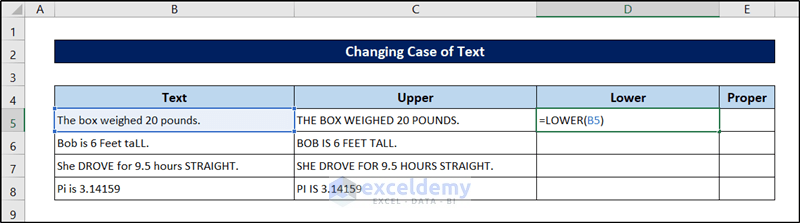 A B C D E
1
2 Changing Case of Text
3
4 Text Upper Lower Proper
5 The box weighed 20 pounds. THE BOX WEIGHED 20 POUNDS. =LOWER(B5)
6 Bob is 6 Feet taLL. BOB IS 6 FEET TALL.
7 She DROVE for 9.5 hours STRAIGHT. SHE DROVE FOR 9.5 HOURS STRAIGHT.
8 Pi is 3.14159 PI IS 3.14159
exceldemy
EXCEL - DATA - BI
9